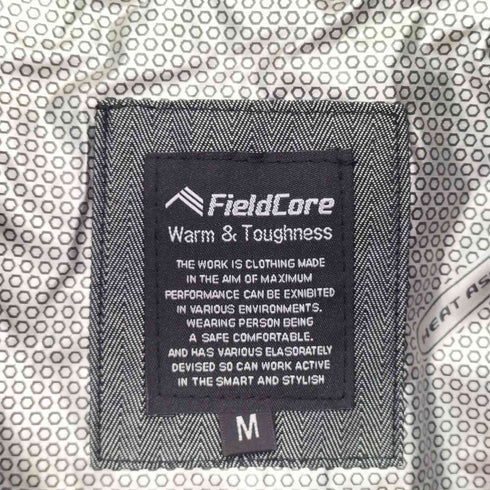 FieldCore
Warm & Toughness
THE WORK IS CLOTHING MADE
IN THE AIM OF MAXIMUM
PERFORMANCE CAN BE EXHIBITED
IN VARIOUS ENVIRONMENTS.
WEARING PERSON BEING
A SAFE COMFORTABLE.
AND HAS VARIOUS ELASORATELY
DEVISED SO CAN WORK ACTIVE
IN THE SMART AND STYLISH
M
HEAT AS